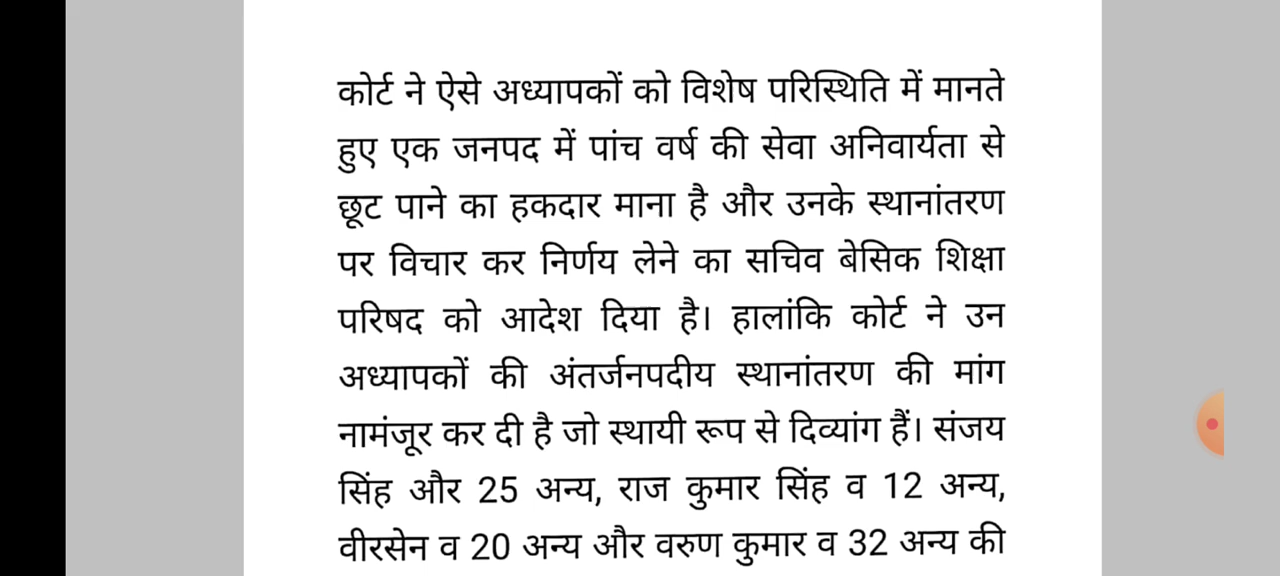 कोर्ट ने ऐसे अध्यापकों को विशेष परिस्थिति में मानते
हुए एक जनपद में पांच वर्ष की सेवा अनिवार्यता से
छूट पाने का हकदार माना है और उनके स्थानांतरण
पर विचार कर निर्णय लेने का सचिव बेसिक शिक्षा
परिषद को आदेश दिया है। हालांकि कोर्ट ने उन
अध्यापकों की अंतर्जनपदीय स्थानांतरण की मांग
नामंजूर कर दी है जो स्थायी रूप से दिव्यांग हैं। संजय
सिंह और 25 अन्य, राज कुमार सिंह व 12 अन्य,
वीरसेन व 20 अन्य और वरुण कुमार व 32 अन्य की